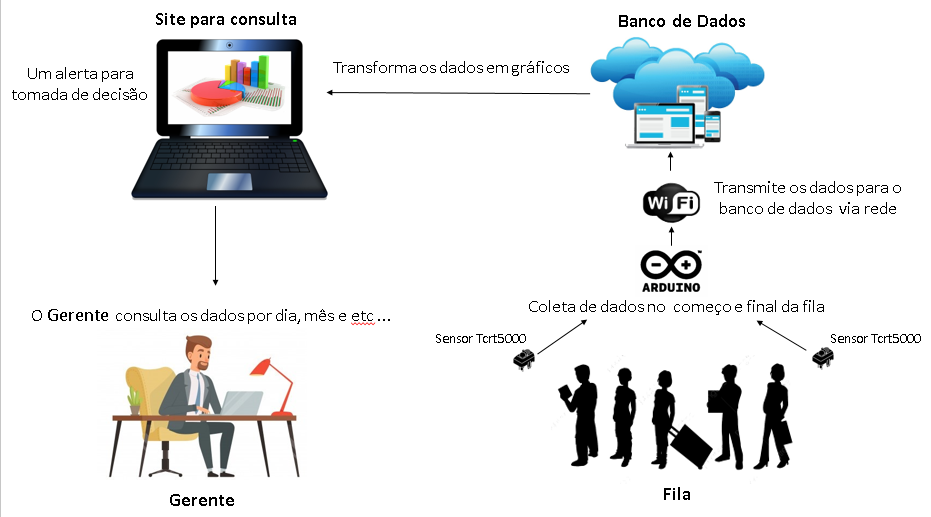 Site para consulta
Banco de Dados
Um alerta para
tomada de decisão
Transforma os dados em gráficos
Wi Fi
Transmite os dados para o
banco de dados via rede
ARDUINO
TM
Coleta de dados no começo e final da fila
O Gerente consulta os dados por dia, mês e etc ...
Sensor Tcrt5000
Sensor Tcrt5000
Gerente
Fila